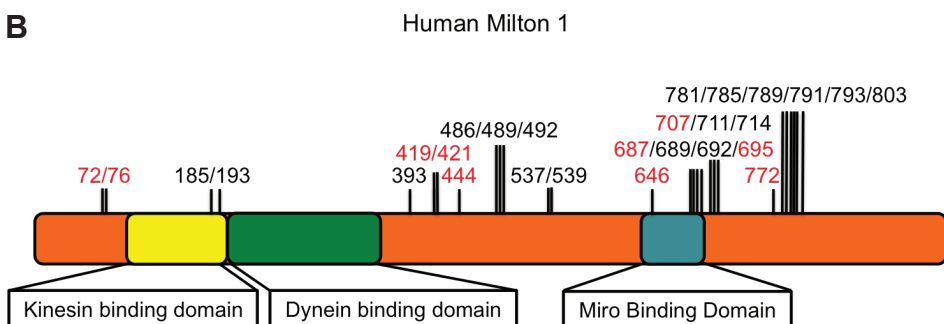 B
Human Milton 1
781/785/789/791/793/803
707/711/714
486/489/492
419/421
687/689/692/695
72/76
185/193
393
444
537/539
646
772
Kinesin binding domain
Dynein binding domain
Miro Binding Domain